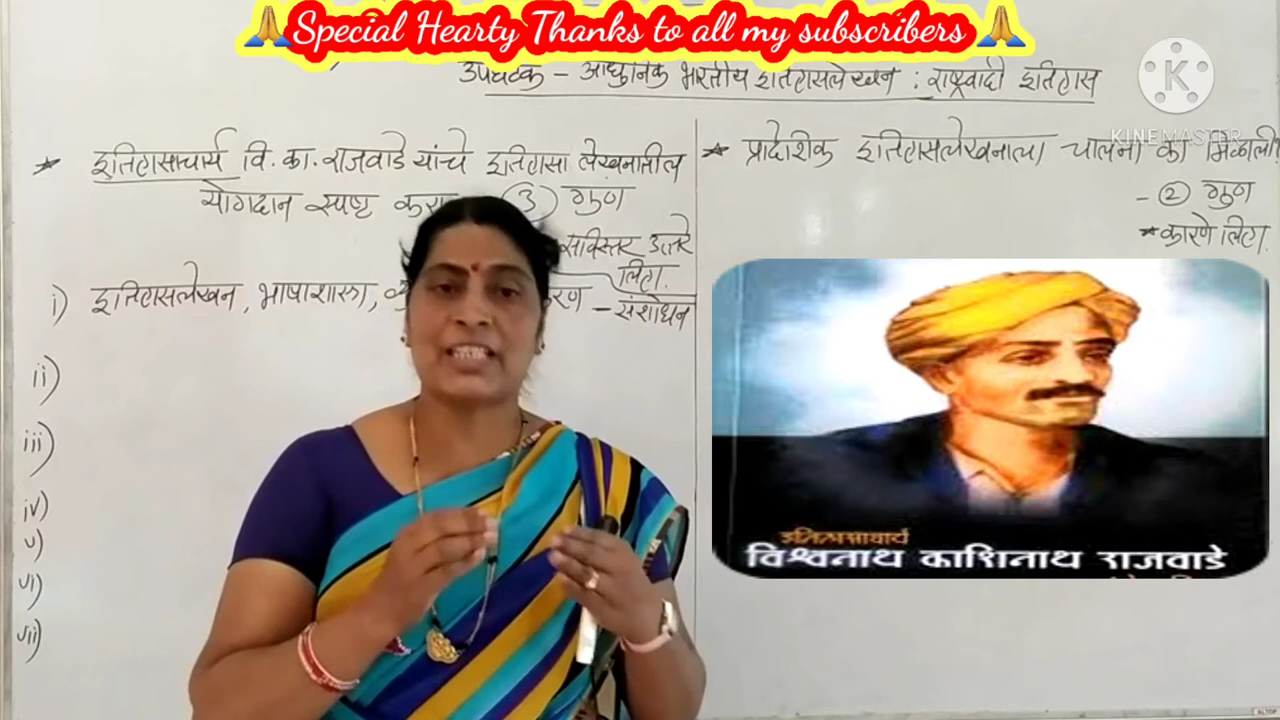 🙏Special Hearty Thanks to all my subscribers🙏
उपघटक - आधुनिक भारतीय इतिहासलेखन : राष्ट्रवादी इतिहास
KINEMASTER
* इतिहासाचार्य वि. का. राजवाडे यांचे इतिहासा लेखनातील
योगदान स्पष्ट करा ③ गुण
सविस्तर उत्तरे
लिहा.
i) इतिहासलेखन, भाषाशास्त्र, - संशोधन
ii)
iii)
iv)
v)
vi)
vii)
* प्रादेशिक इतिहासलेखनाला चालना का मिळाली
- ② गुण
* कारणे लिहा.
इतिहासाचार्य
विश्वनाथ काशिनाथ राजवाडे